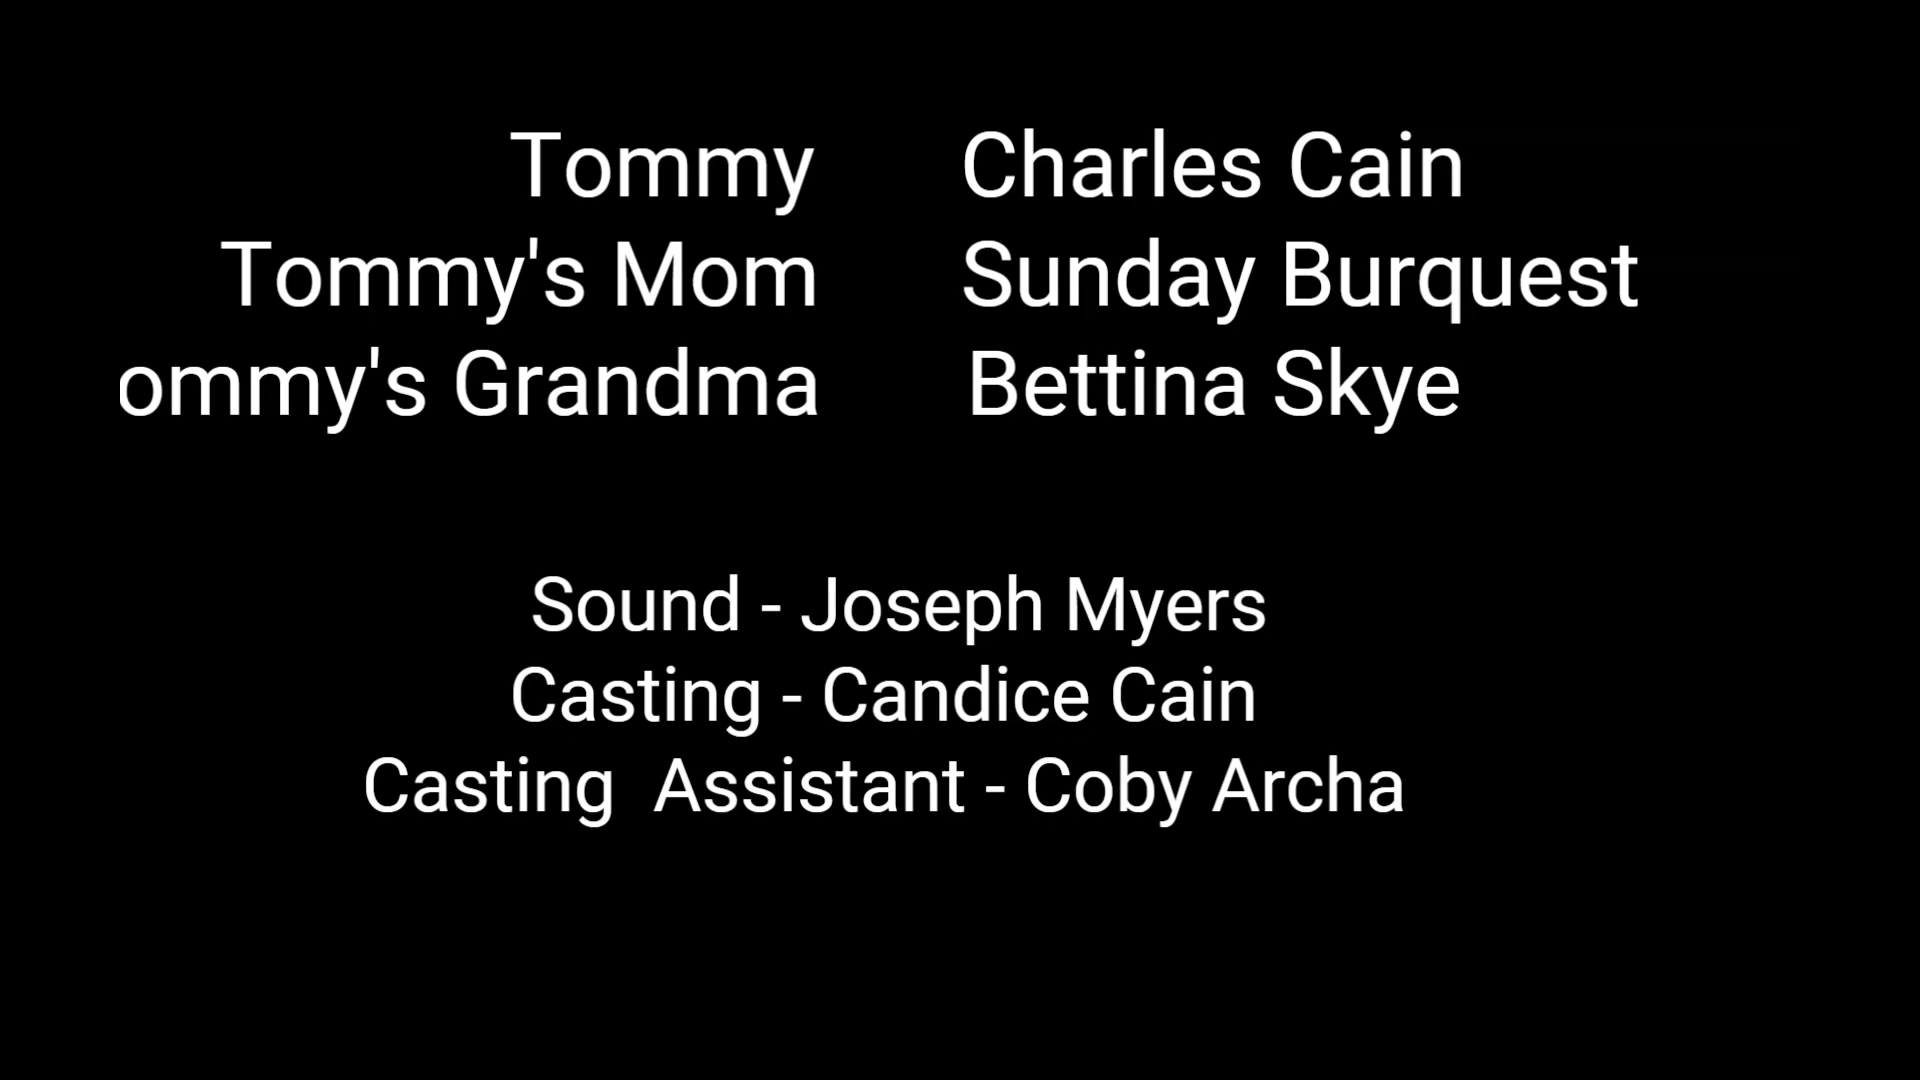 Tommy Charles Cain
Tommy's Mom Sunday Burquest
ommy's Grandma Bettina Skye
Sound - Joseph Myers
Casting - Candice Cain
Casting  Assistant - Coby Archa